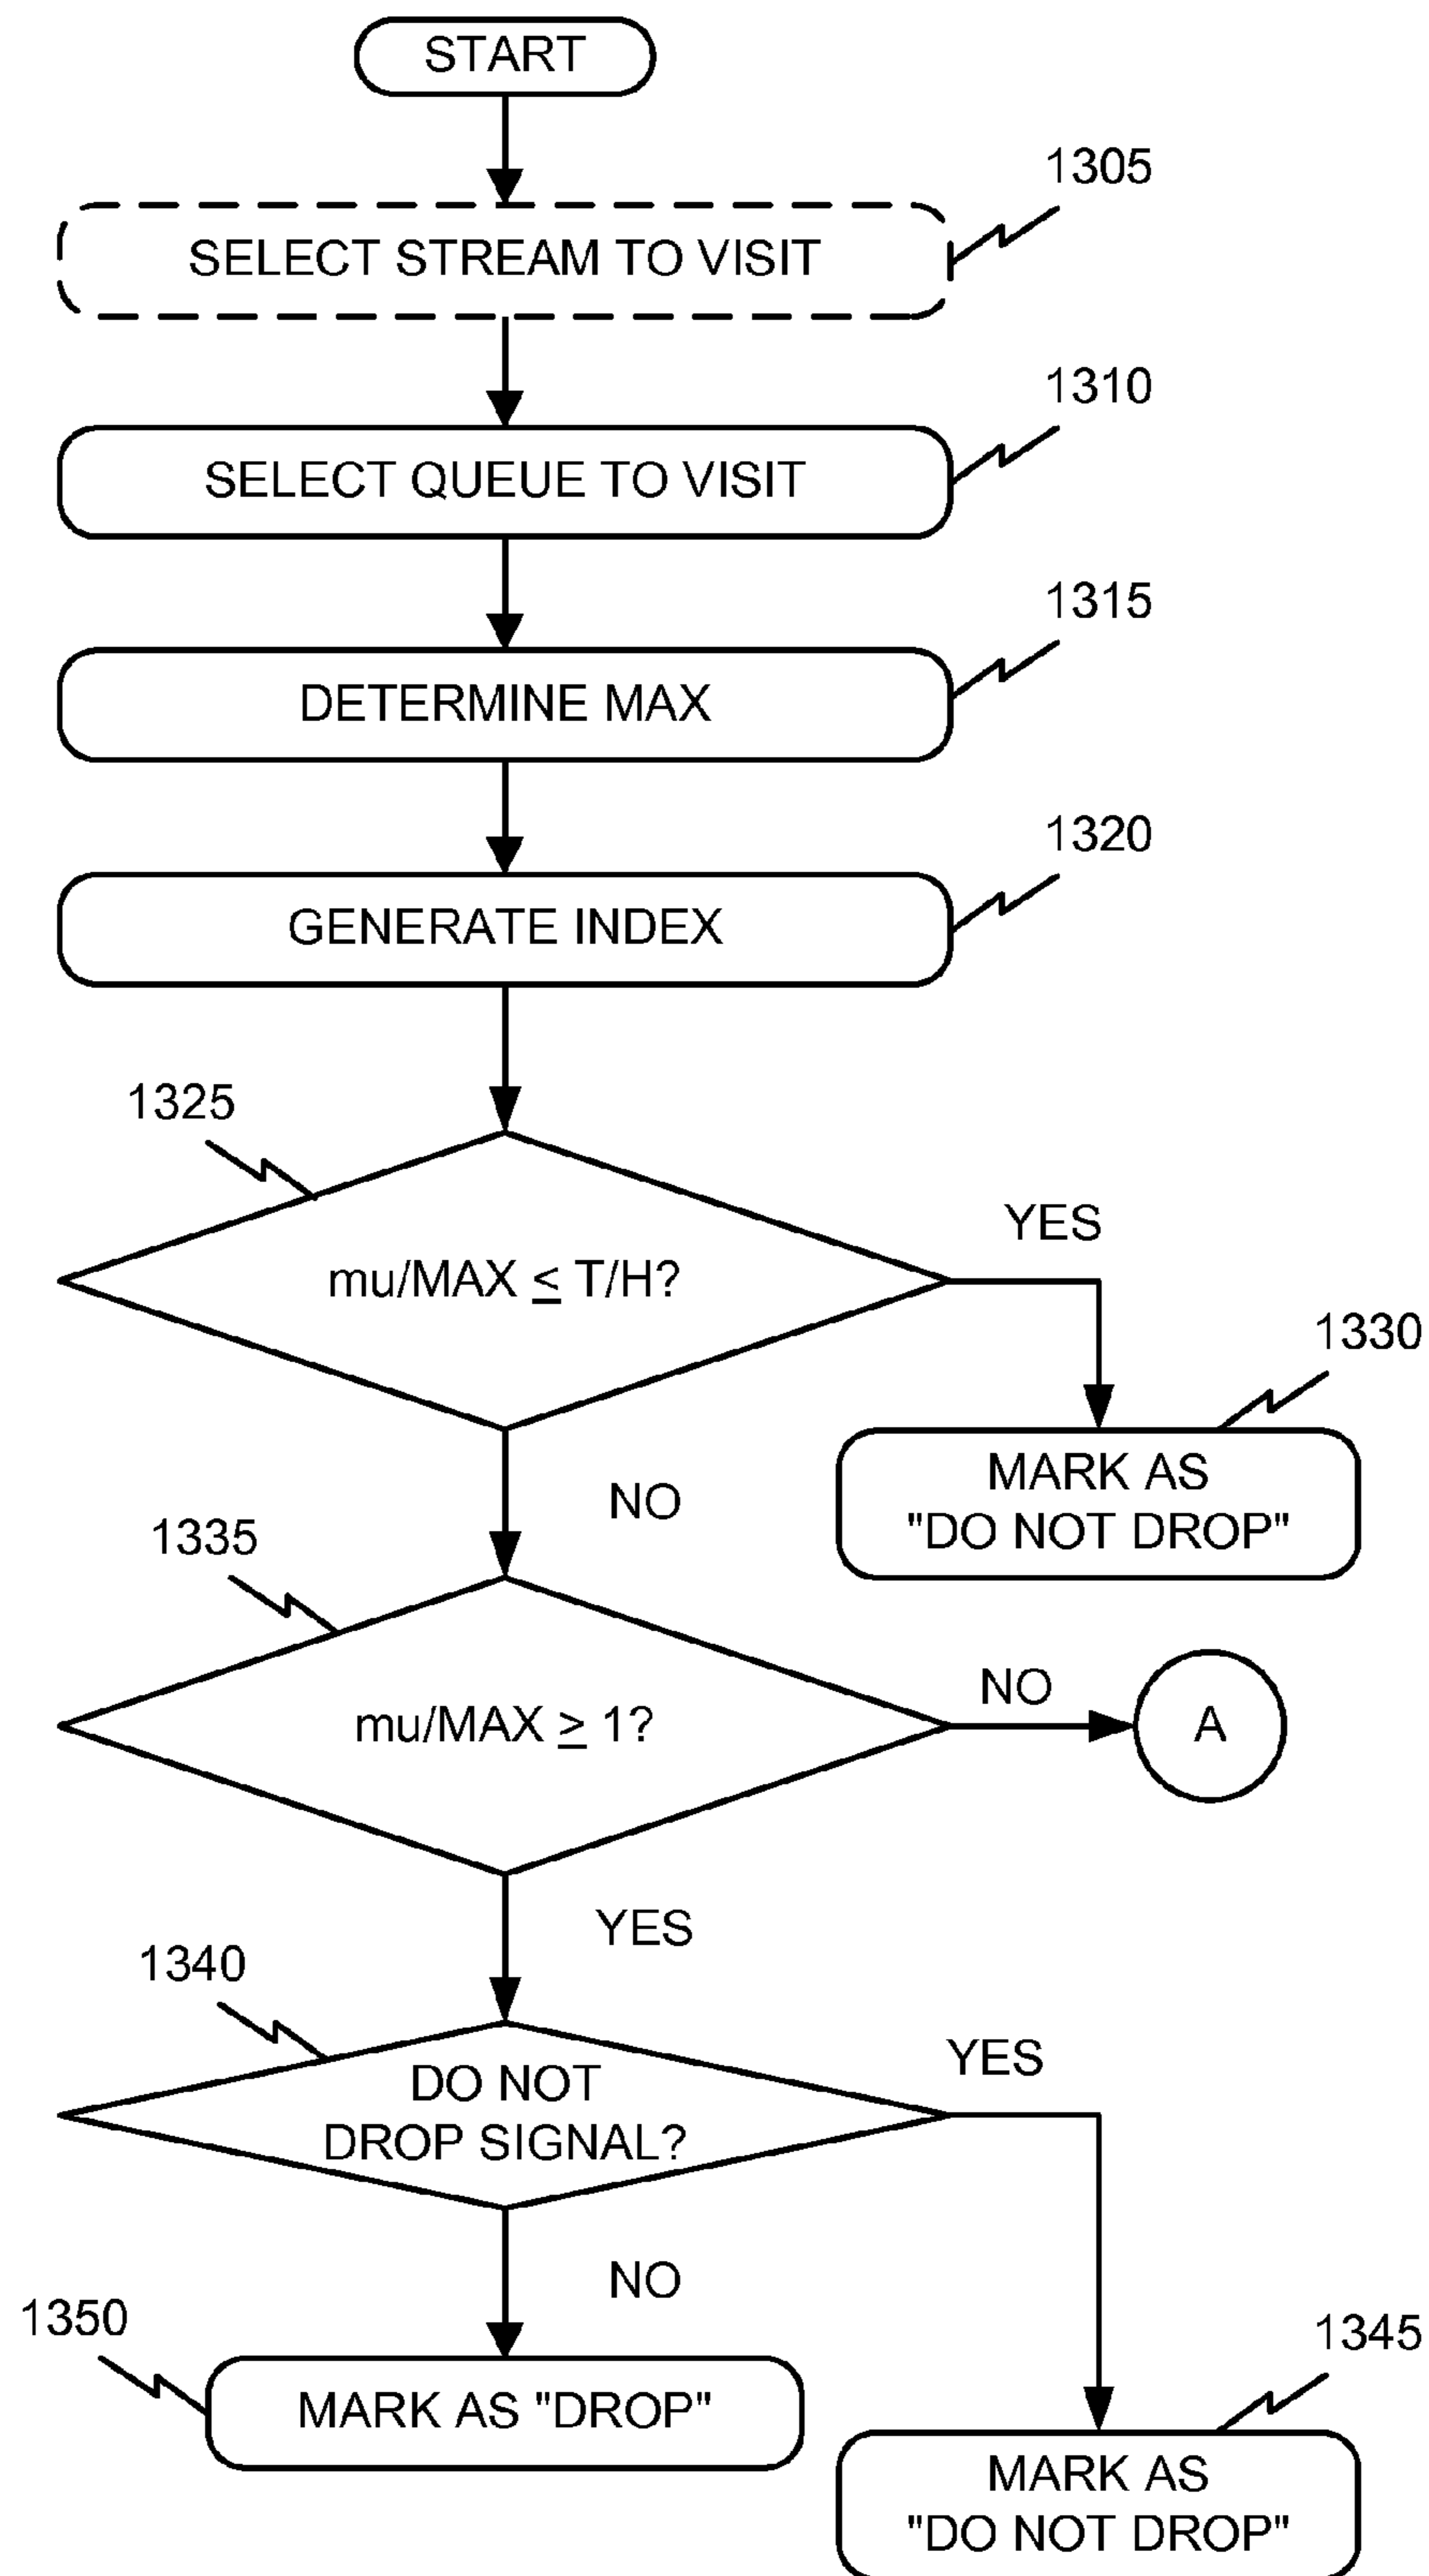 START
1305
SELECT STREAM TO VISIT
1310
SELECT QUEUE TO VISIT
1315
DETERMINE MAX
1320
GENERATE INDEX
1325
mu/MAX ≤ T/H?
YES
1330
MARK AS
"DO NOT DROP"
NO
1335
mu/MAX ≥ 1?
NO
A
YES
1340
DO NOT
DROP SIGNAL?
YES
NO
1350
MARK AS "DROP"
1345
MARK AS
"DO NOT DROP"